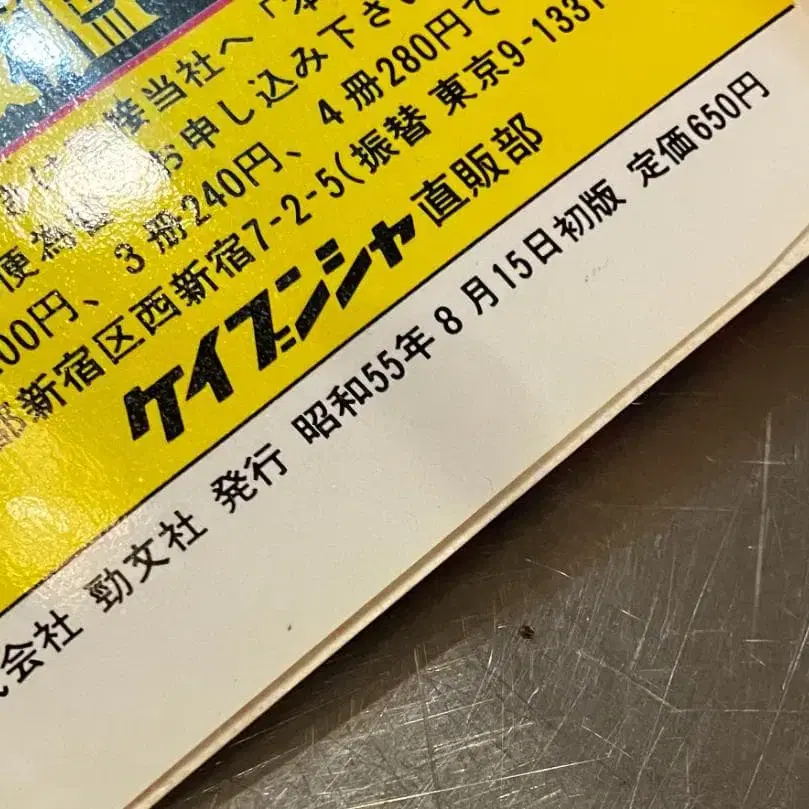 接当社へ「本
お申し込み下さい
3冊240円、4冊280円で
00円、
新宿区西新宿7-2-5(振替 東京9-1331
ケイブンシャ直販部
会社 勁文社 発行 昭和55年8月15日初版 定価650円